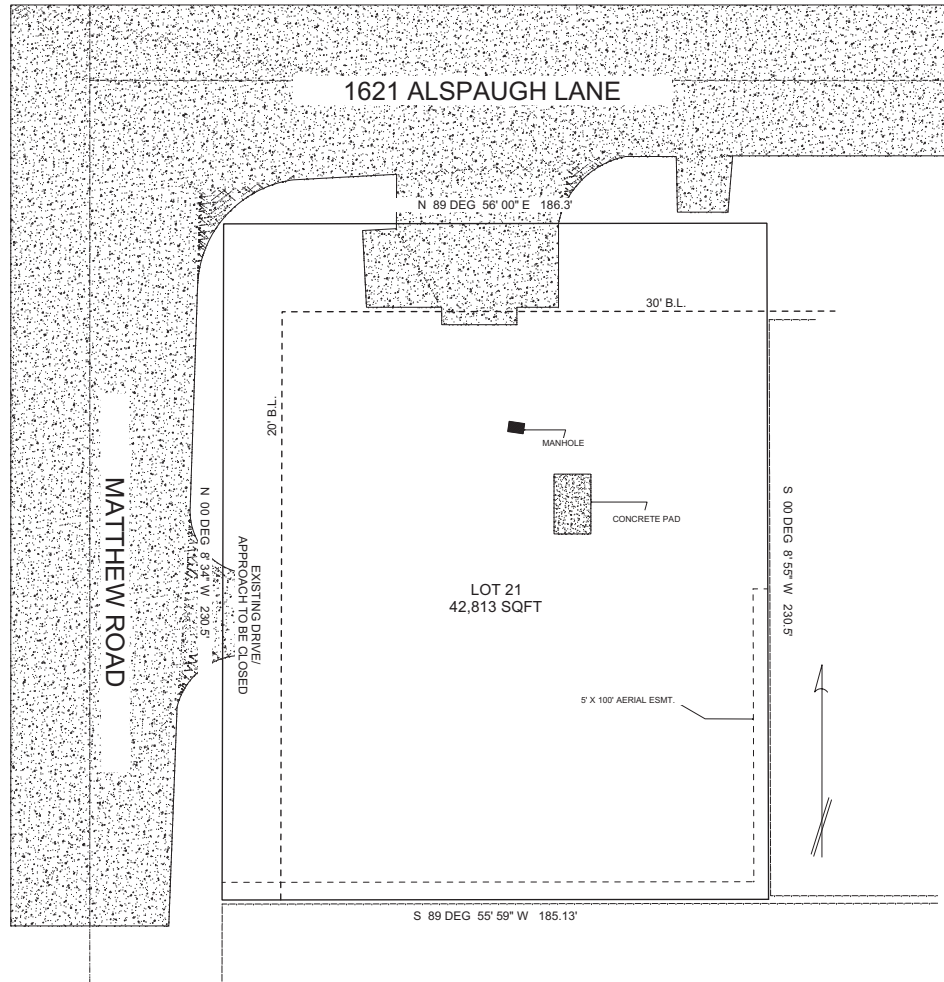 1621 ALSPAUGH LANE
N 89 DEG 56' 00" E 186.3'
30' B.L.
20' B.L.
MANHOLE
CONCRETE PAD
MATTHEW ROAD
N 00 DEG 8' 34" W 230.5'
EXISTING DRIVE/
APPROACH TO BE CLOSED
LOT 21
42,813 SQFT
S 00 DEG 8' 55" W 230.5'
5' X 100' AERIAL ESMT.
S 89 DEG 55' 59" W 185.13'